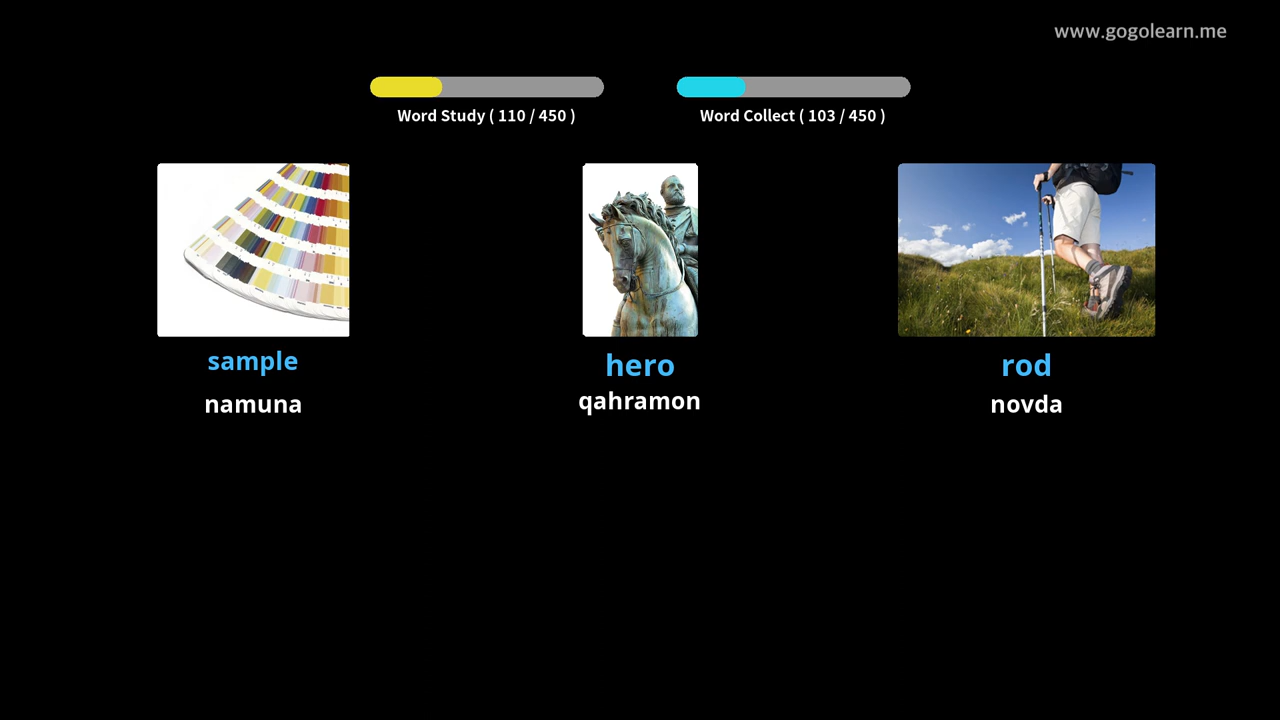 www.gogolearn.me
Word Study ( 110 / 450 )
Word Collect ( 103 / 450 )
sample
hero
rod
namuna
qahramon
novda